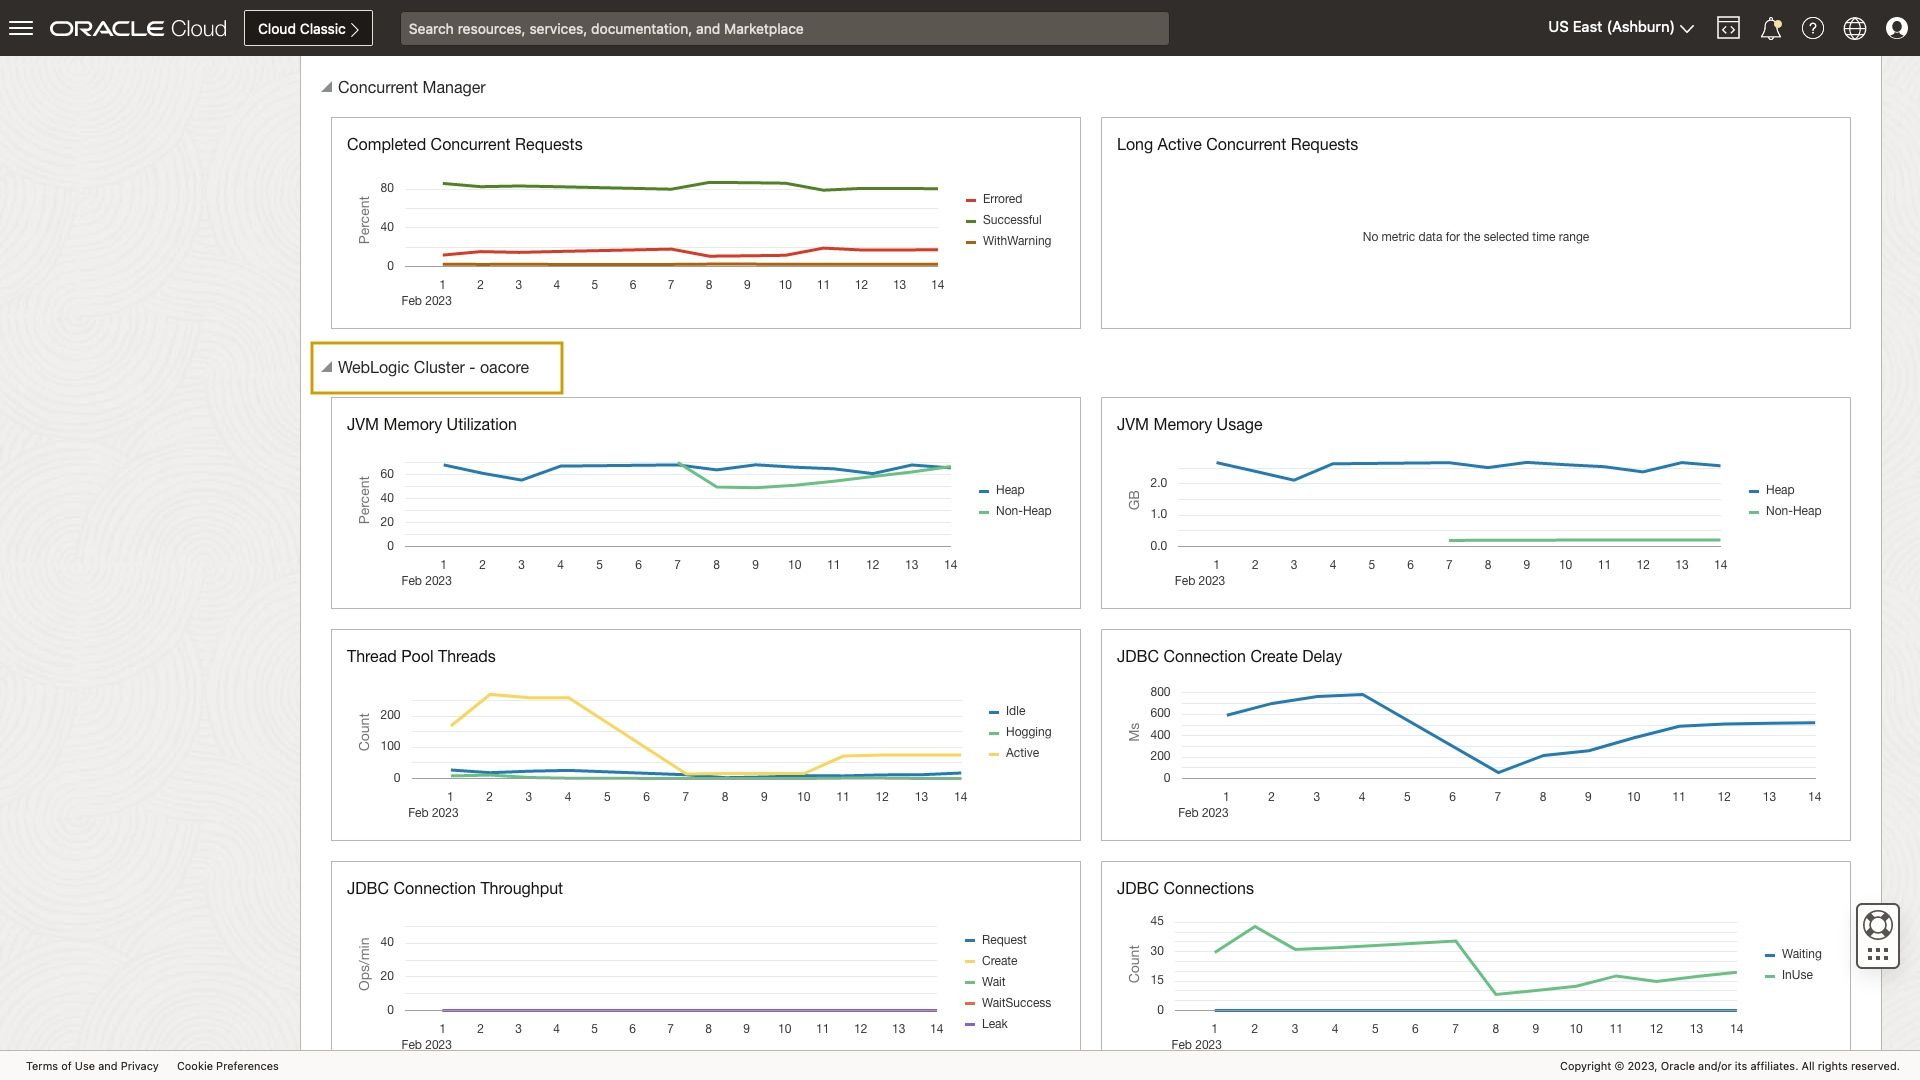 ORACLE Cloud
Cloud Classic
Search resources, services, documentation, and Marketplace
US East (Ashburn)
Concurrent Manager
Completed Concurrent Requests
Percent
80
40
0
1 2 3 4 5 6 7 8 9 10 11 12 13 14
Feb 2023
Errored
Successful
WithWarning
Long Active Concurrent Requests
No metric data for the selected time range
WebLogic Cluster - oacore
JVM Memory Utilization
Percent
60
40
20
0
1 2 3 4 5 6 7 8 9 10 11 12 13 14
Feb 2023
Heap
Non-Heap
JVM Memory Usage
GB
2.0
1.0
0.0
1 2 3 4 5 6 7 8 9 10 11 12 13 14
Feb 2023
Heap
Non-Heap
Thread Pool Threads
Count
200
100
0
1 2 3 4 5 6 7 8 9 10 11 12 13 14
Feb 2023
Idle
Hogging
Active
JDBC Connection Create Delay
Ms
800
600
400
200
0
1 2 3 4 5 6 7 8 9 10 11 12 13 14
Feb 2023
JDBC Connection Throughput
Ops/min
40
20
0
1 2 3 4 5 6 7 8 9 10 11 12 13 14
Feb 2023
Request
Create
Wait
WaitSuccess
Leak
JDBC Connections
Count
45
30
15
0
1 2 3 4 5 6 7 8 9 10 11 12 13 14
Feb 2023
Waiting
InUse
Terms of Use and Privacy
Cookie Preferences
Copyright © 2023, Oracle and/or its affiliates. All rights reserved.